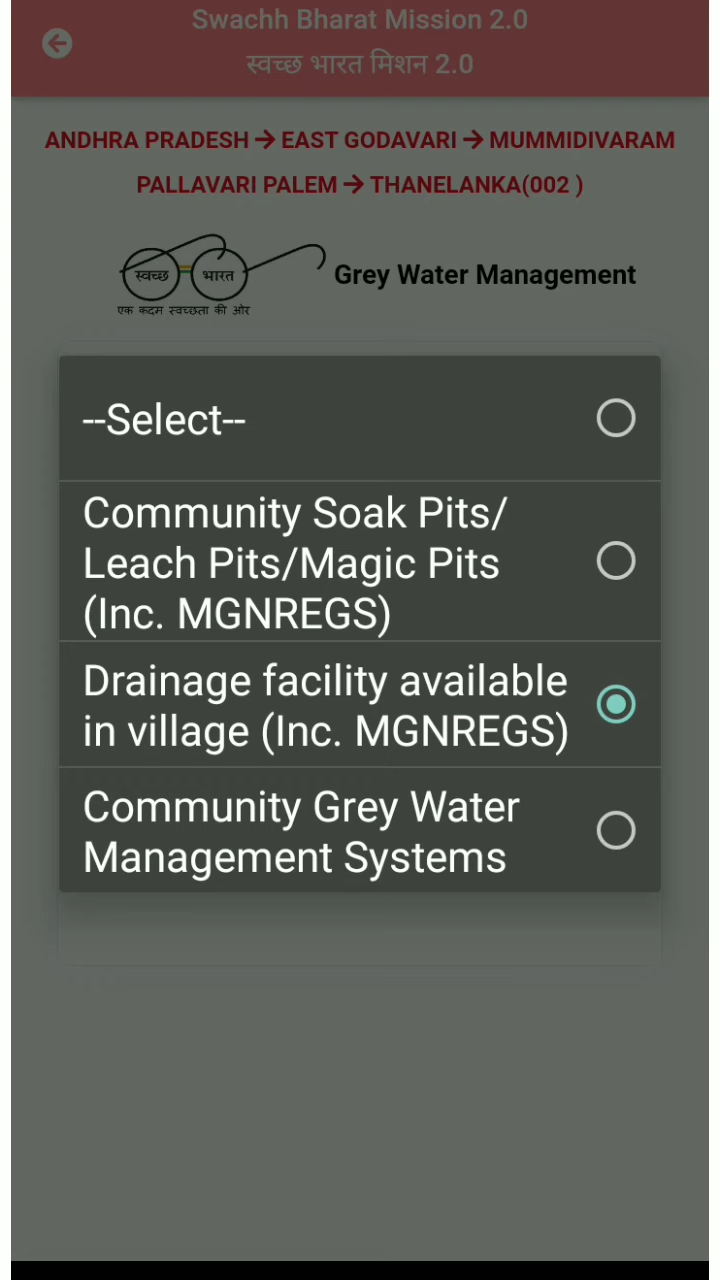 Swachh Bharat Mission 2.0
स्वच्छ भारत मिशन 2.0
ANDHRA PRADESH → EAST GODAVARI → MUMMIDIVARAM
PALLAVARI PALEM → THANELANKA(002 )
स्वच्छ भारत
एक कदम स्वच्छता की ओर
Grey Water Management
--Select--
Community Soak Pits/
Leach Pits/Magic Pits
(Inc. MGNREGS)
Drainage facility available
in village (Inc. MGNREGS)
Community Grey Water
Management Systems